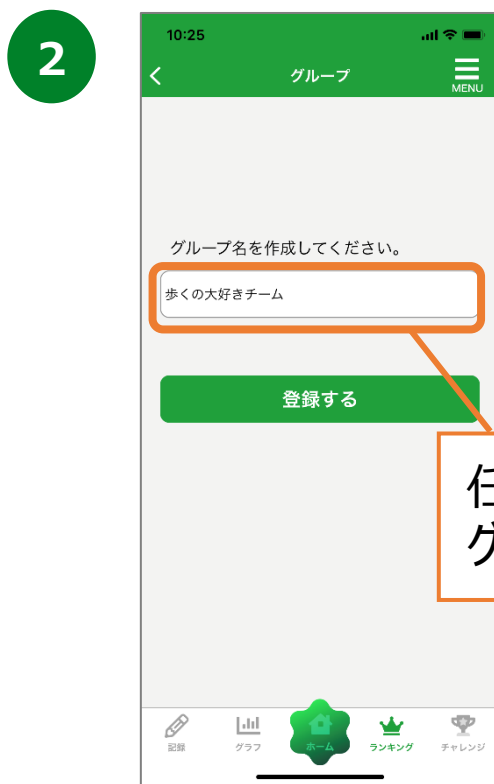 2
10:25
グループ
MENU
グループ名を作成してください。
歩くの大好きチーム
登録する
任
グ
記録
グラフ
ホーム
ランキング
チャレンジ